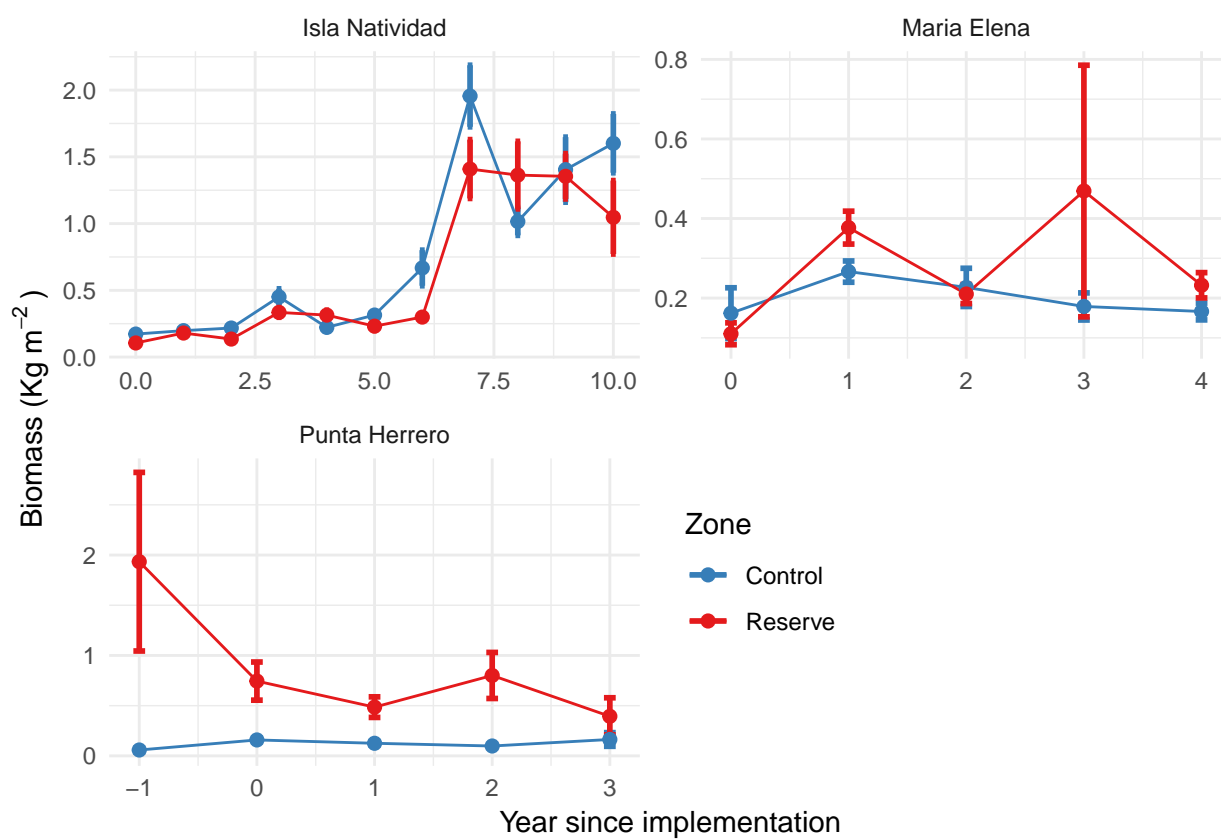 Isla Natividad
Maria Elena
2.0
1.5
1.0
0.5
0.0
0.0 2.5 5.0 7.5 10.0
0.8
0.6
0.4
0.2
0 1 2 3 4
Punta Herrero
2
1
0
−1 0 1 2 3
Biomass (Kg m⁻²)
Year since implementation
Zone
Control
Reserve